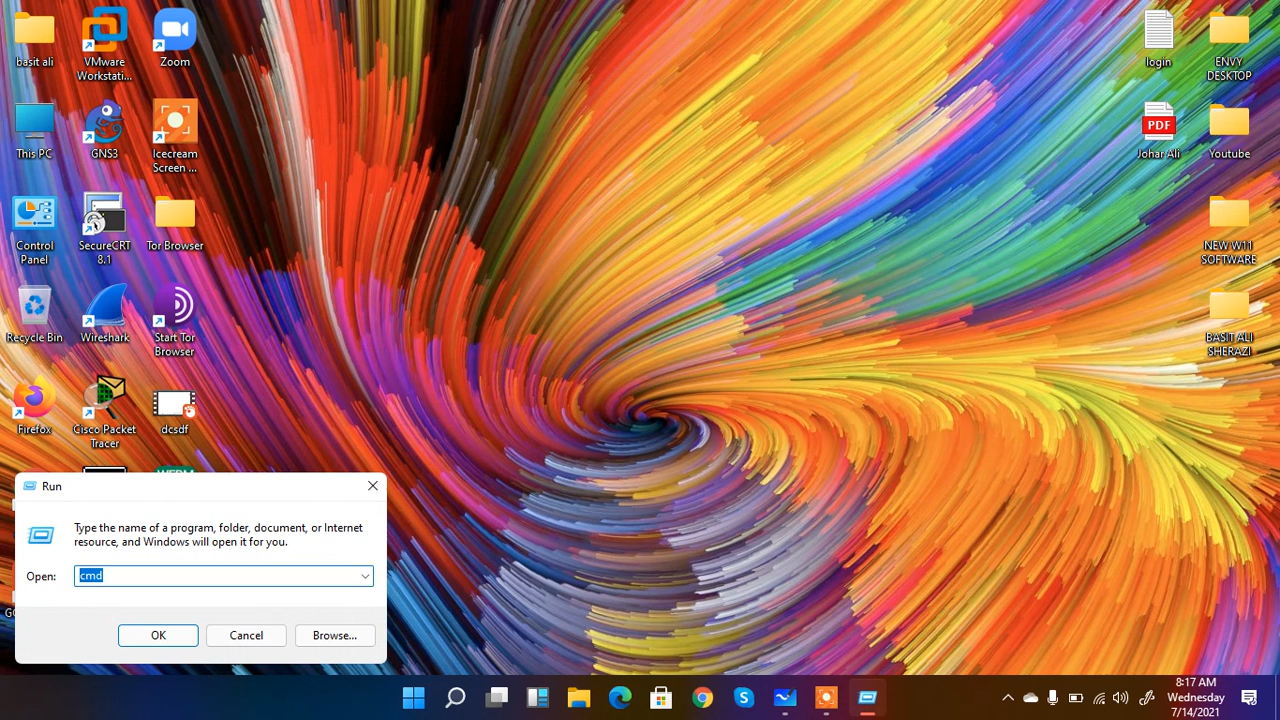 basit ali
VMware
Workstati...
Zoom
This PC
GNS3
Icecream
Screen ...
Control
Panel
SecureCRT
8.1
Tor Browser
Recycle Bin
Wireshark
Start Tor
Browser
Firefox
Cisco Packet
Tracer
dcsdf
login
ENVY
DESKTOP
PDF
Johar Ali
Youtube
NEW W11
SOFTWARE
BASIT ALI
SHERAZI
Run
Type the name of a program, folder, document, or Internet
resource, and Windows will open it for you.
Open:
cmd
OK
Cancel
Browse...
8:17 AM
Wednesday
7/14/2021